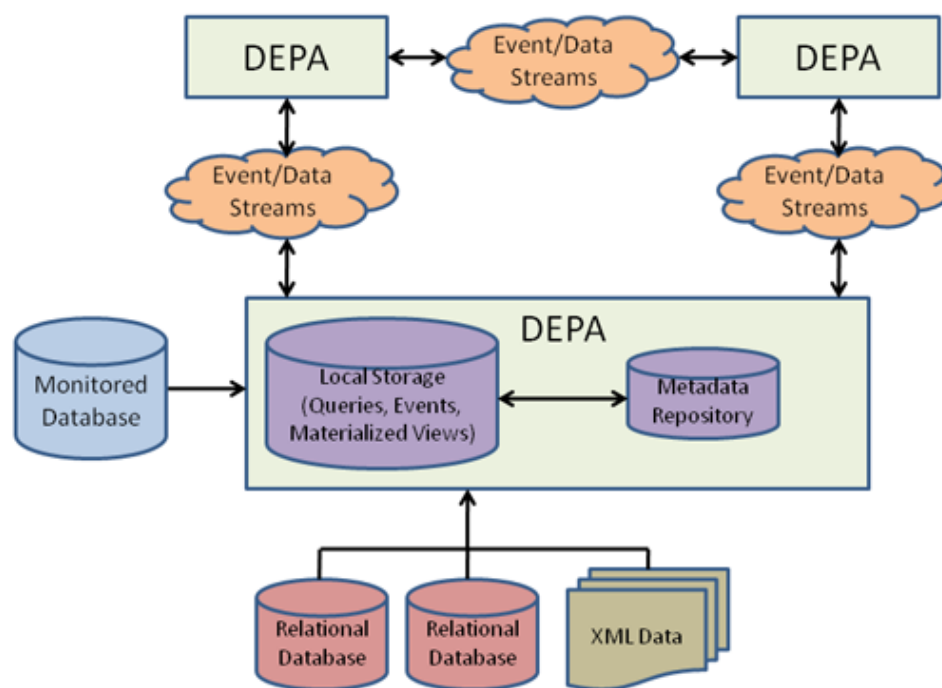 DEPA
Event/Data
Streams
DEPA
Event/Data
Streams
Event/Data
Streams
DEPA
Monitored
Database
Local Storage
(Queries, Events,
Materialized Views)
Metadata
Repository
Relational
Database
Relational
Database
XML Data